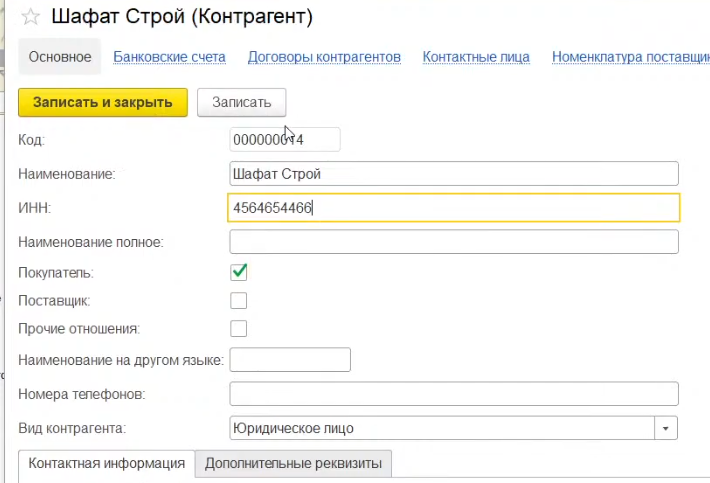 Шафат Строй (Контрагент)
Основное Банковские счета Договоры контрагентов Контактные лица Номенклатура поставщик
Записать и закрыть Записать
Код: 000000014
Наименование: Шафат Строй
ИНН: 4564654466
Наименование полное:
Покупатель:
Поставщик:
Прочие отношения:
Наименование на другом языке:
Номера телефонов:
Вид контрагента: Юридическое лицо
Контактная информация Дополнительные реквизиты